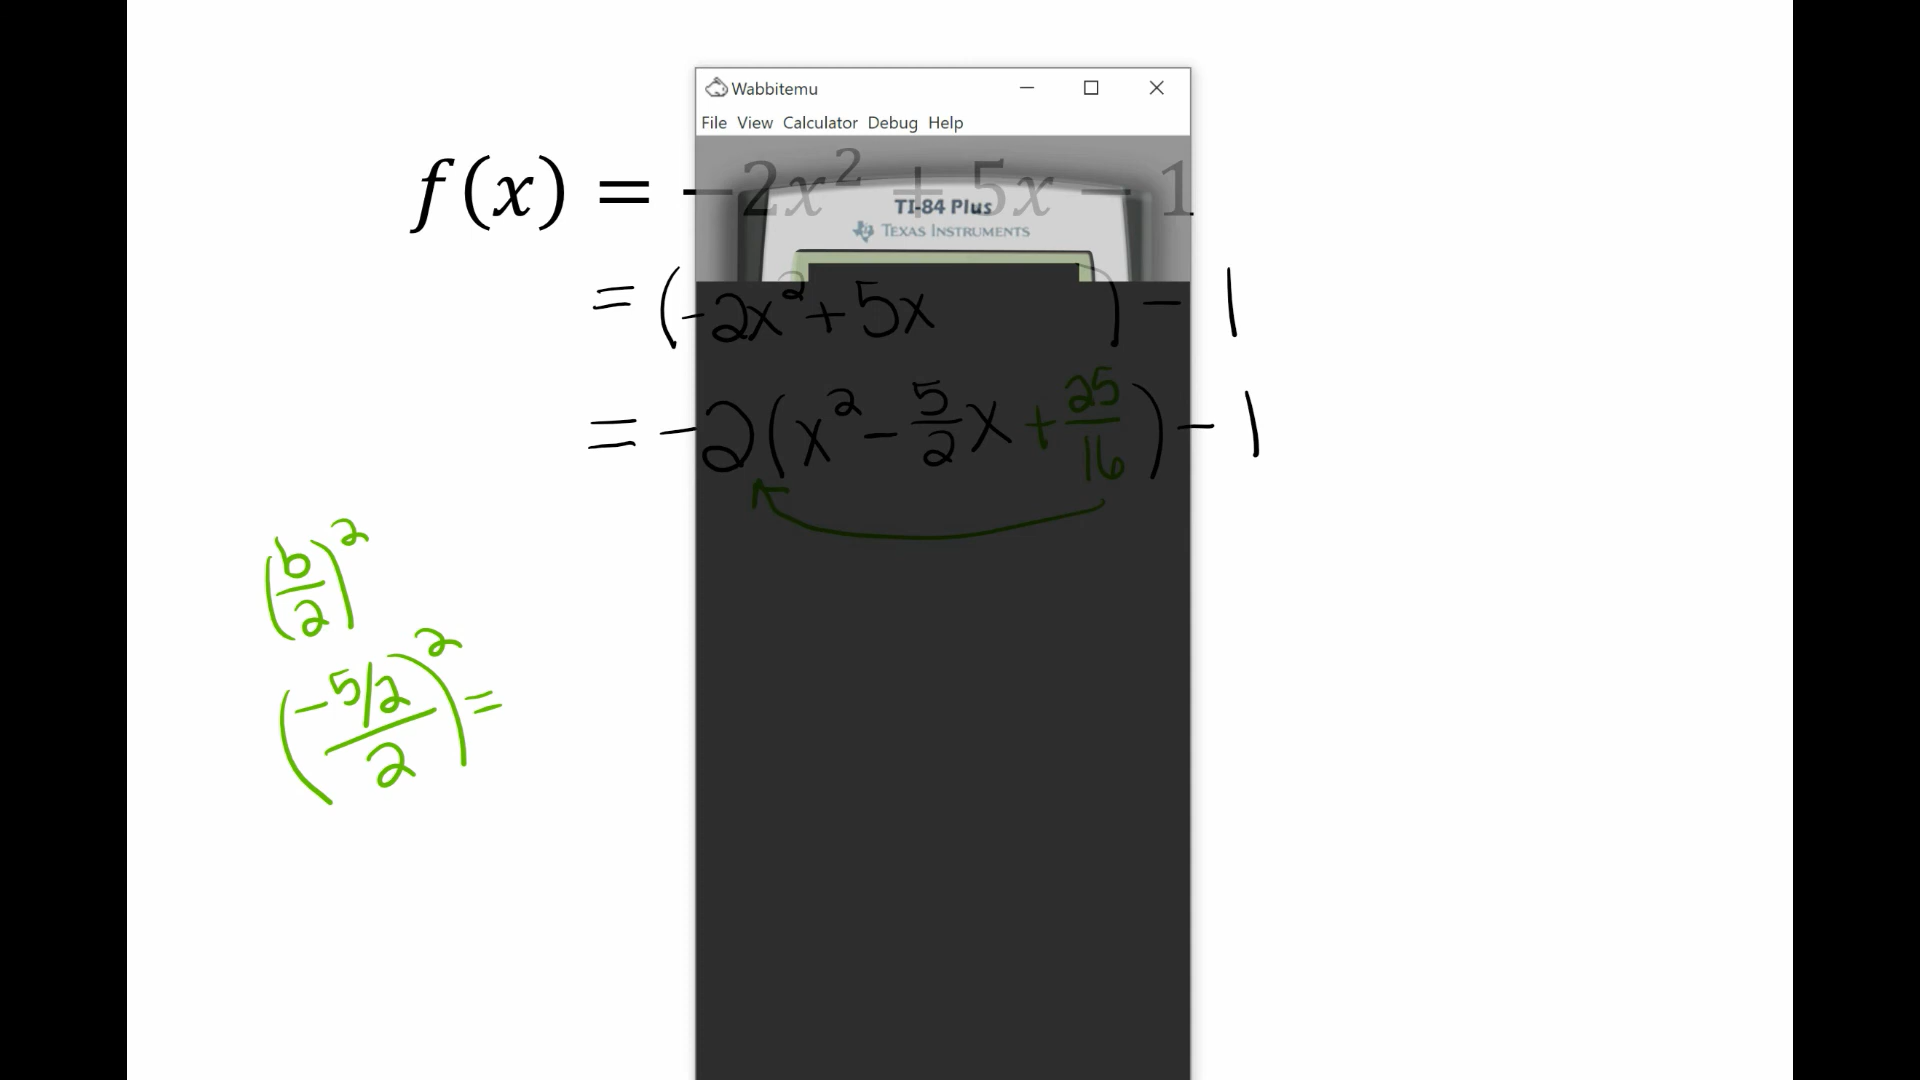 Wabbitemu
File View Calculator Debug Help
f(x) = −2x² + 5x − 1
TI-84 Plus
TEXAS INSTRUMENTS
= (-2x² + 5x ) - 1
= -2(x² - 5/2 x + 25/16) - 1
(b/2)²
(-5/2 / 2)² =